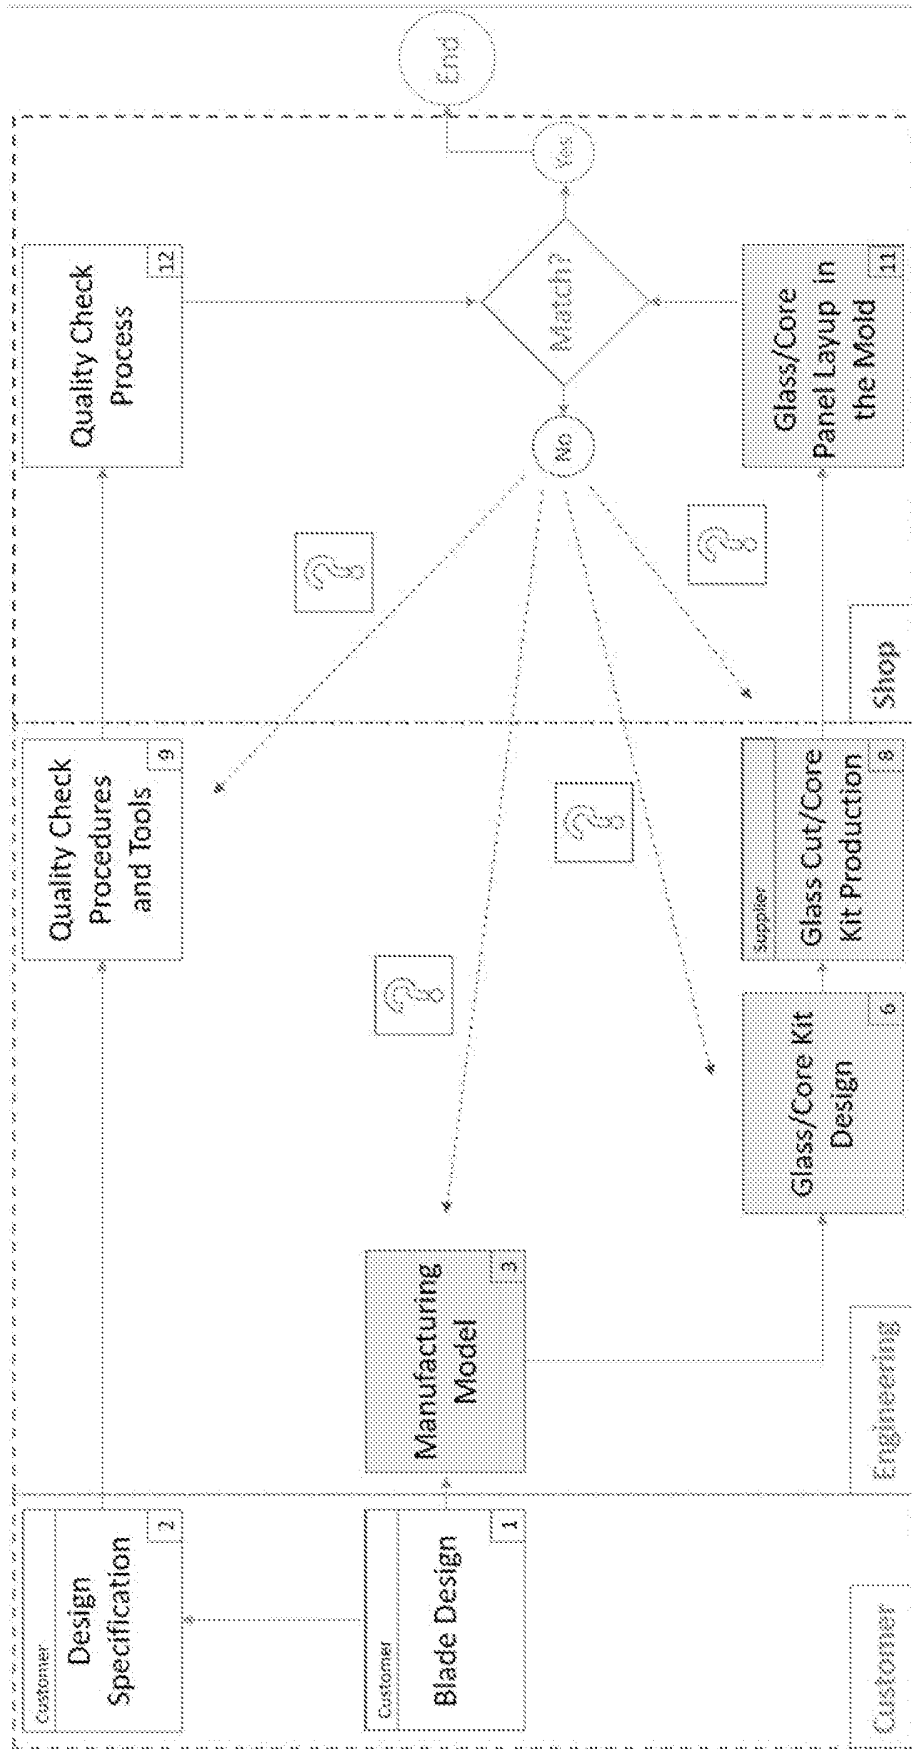 Customer
Design
Specification
2
Quality Check
Procedures
and Tools
9
Quality Check
Process
12
?
?
?
?
Customer
Blade Design
1
Manufacturing
Model
3
No
Match?
Yes
End
Glass/Core Kit
Design
6
Supplier
Glass Cut/Core
Kit Production
8
Glass/Core
Panel Layup in
the Mold
11
Customer
Engineering
Shop